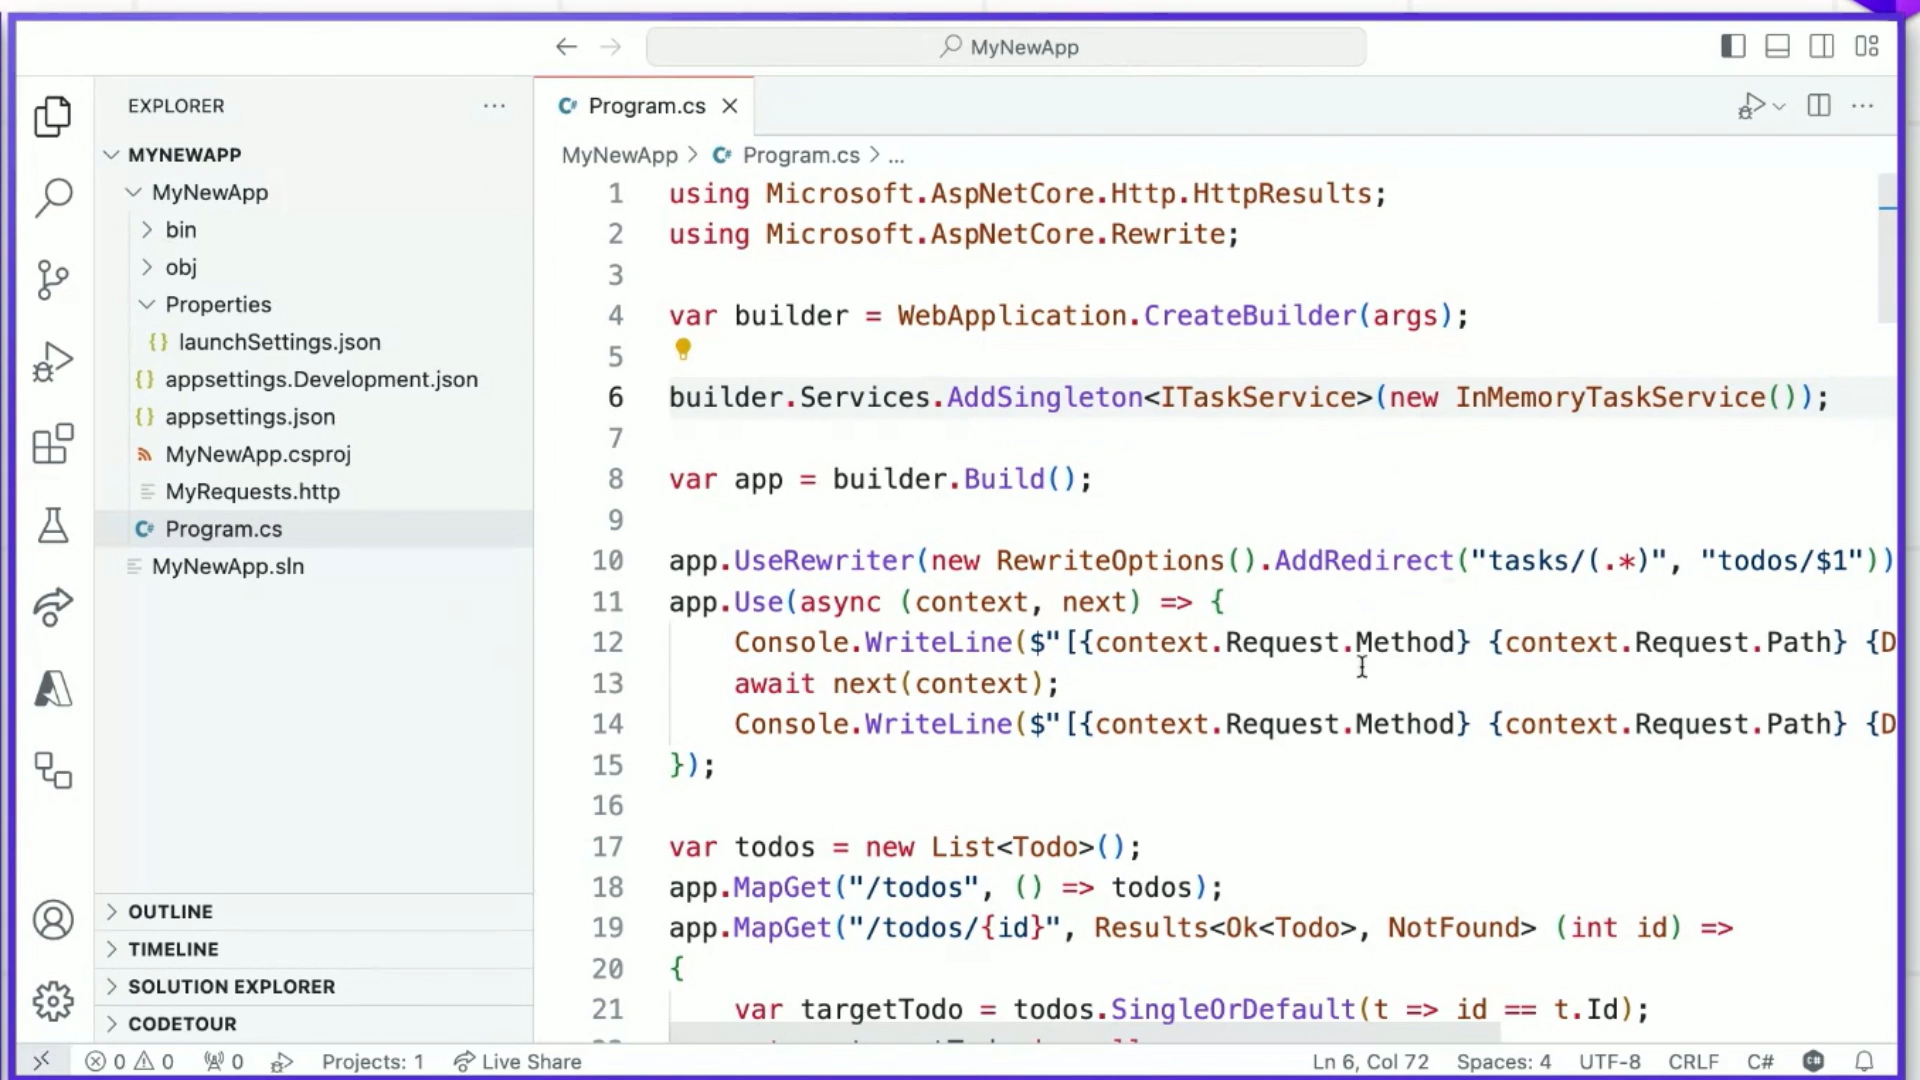 MyNewApp
EXPLORER
MYNEWAPP
MyNewApp
bin
obj
Properties
launchSettings.json
appsettings.Development.json
appsettings.json
MyNewApp.csproj
MyRequests.http
Program.cs
MyNewApp.sln
OUTLINE
TIMELINE
SOLUTION EXPLORER
CODETOUR
Program.cs
MyNewApp > Program.cs > ...
1 using Microsoft.AspNetCore.Http.HttpResults;
2 using Microsoft.AspNetCore.Rewrite;
3
4 var builder = WebApplication.CreateBuilder(args);
5
6 builder.Services.AddSingleton<ITaskService>(new InMemoryTaskService());
7
8 var app = builder.Build();
9
10 app.UseRewriter(new RewriteOptions().AddRedirect("tasks/(.*)", "todos/$1"))
11 app.Use(async (context, next) => {
12 Console.WriteLine($"[{context.Request.Method} {context.Request.Path} {D
13 await next(context);
14 Console.WriteLine($"[{context.Request.Method} {context.Request.Path} {D
15 });
16
17 var todos = new List<Todo>();
18 app.MapGet("/todos", () => todos);
19 app.MapGet("/todos/{id}", Results<Ok<Todo>, NotFound> (int id) =>
20 {
21 var targetTodo = todos.SingleOrDefault(t => id == t.Id);
0 0 0 Projects: 1 Live Share Ln 6, Col 72 Spaces: 4 UTF-8 CRLF C#